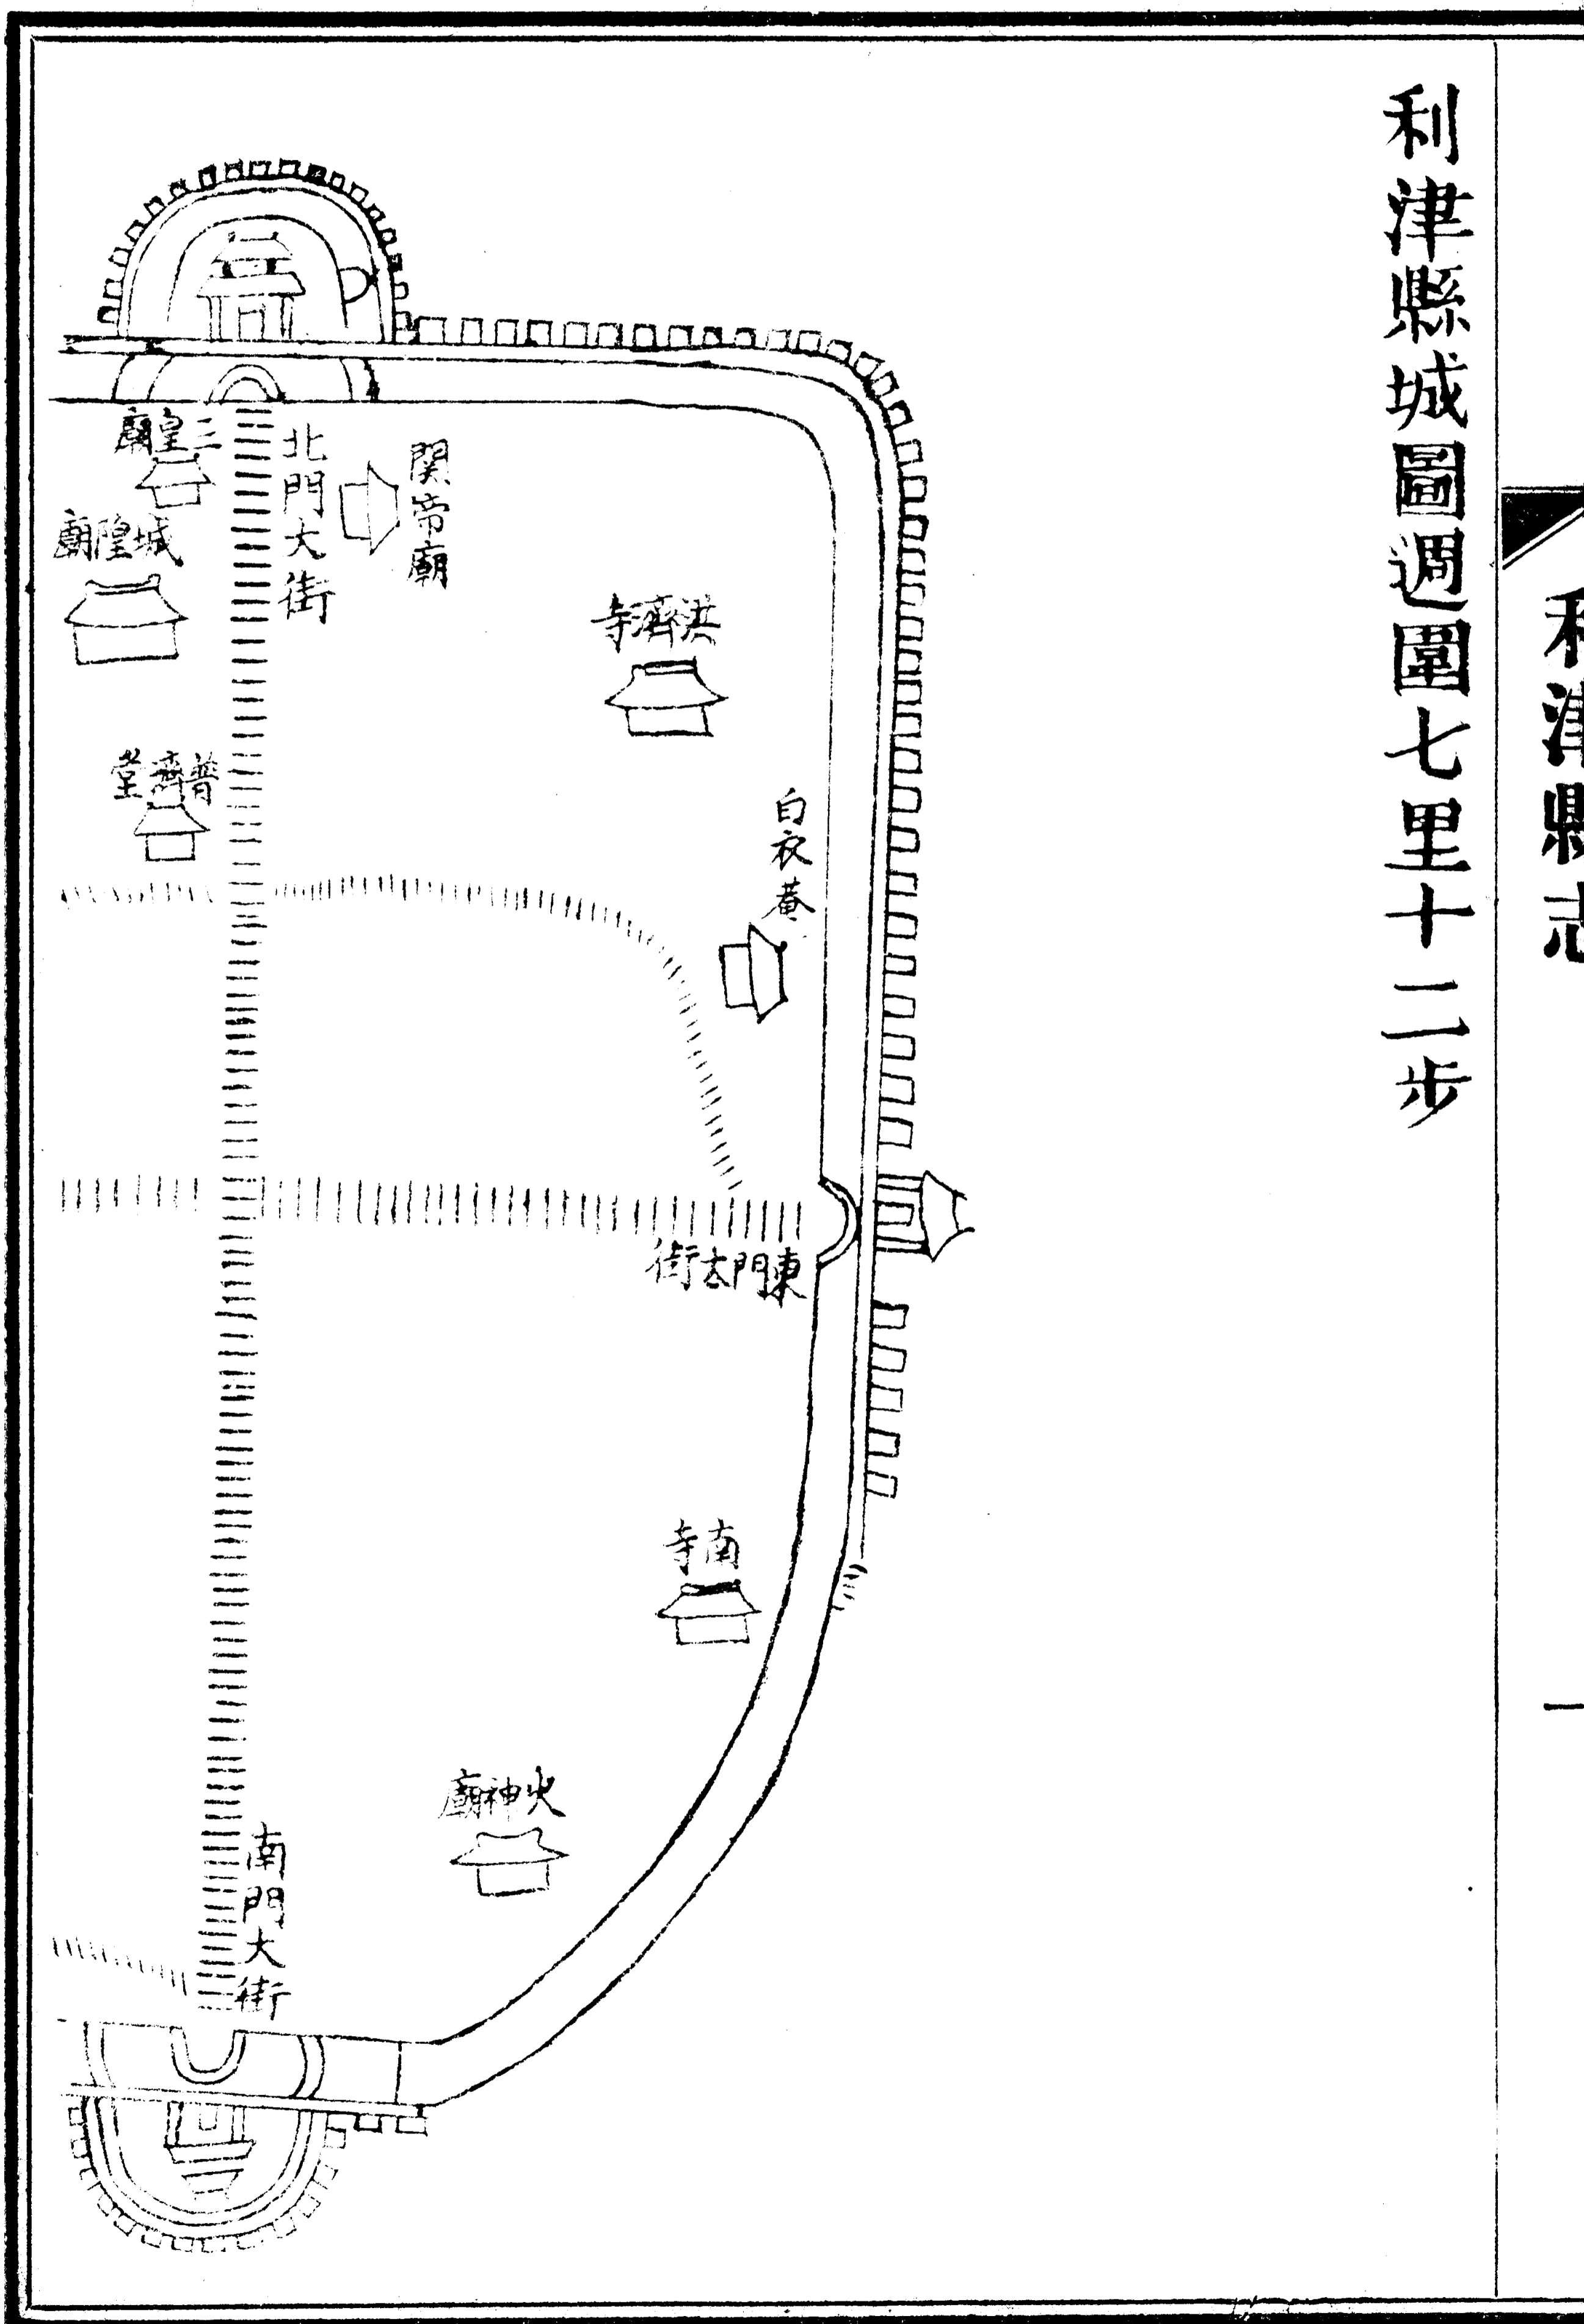 利津縣志
一
利津縣城圖週圍七里十二步
三皇廟
北門大街
関帝廟
城隍廟
洪濟寺
普濟堂
白衣菴
東門大街
南寺
火神廟
南門大街